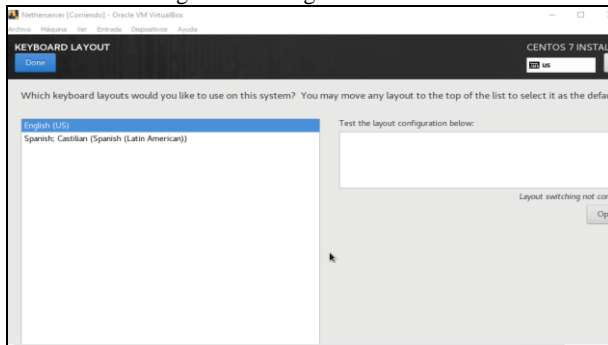 Netherserver [Corriendo] - Oracle VM VirtualBox
Archivo Máquina Ver Entrada Dispositivos Ayuda
KEYBOARD LAYOUT
CENTOS 7 INSTAL
Done
us
Which keyboard layouts would you like to use on this system? You may move any layout to the top of the list to select it as the defau
English (US)
Spanish; Castilian (Spanish (Latin American))
Test the layout configuration below:
Layout switching not con
Op